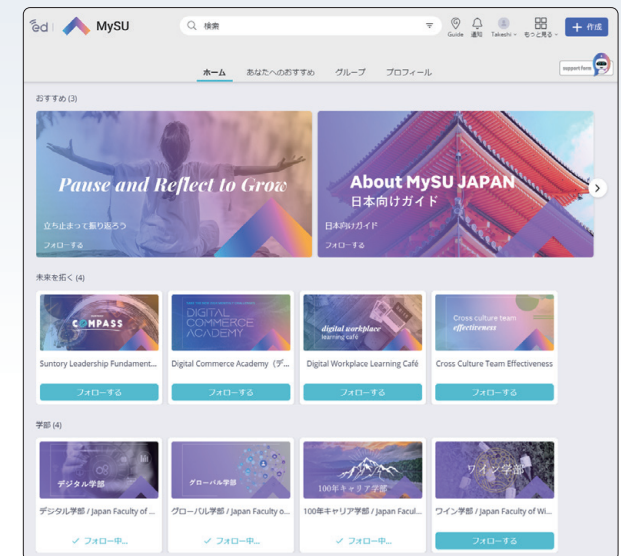 ed MySU
検索
Guide 通知 Takeshi もっと見る + 作成
ホーム あなたへのおすすめ グループ プロフィール
support here
おすすめ (3)
Pause and Reflect to Grow
立ち止まって振り返ろう
フォローする
About MySU JAPAN
日本向けガイド
日本向けガイド
フォローする
未来を拓く (4)
COMPASS
Suntory Leadership Fundament...
フォローする
DIGITAL
COMMERCE
ACADEMY
Digital Commerce Academy（デ...
フォローする
digital workplace
learning café
Digital Workplace Learning Café
フォローする
Cross culture team
effectiveness
Cross Culture Team Effectiveness
フォローする
学部 (4)
デジタル学部
デジタル学部 / Japan Faculty of ...
✓ フォロー中...
グローバル学部
グローバル学部 / Japan Faculty o...
✓ フォロー中...
100年キャリア学部
100年キャリア学部 / Japan Facul...
✓ フォロー中...
ワイン学部
ワイン学部 / Japan Faculty of Wi...
フォローする